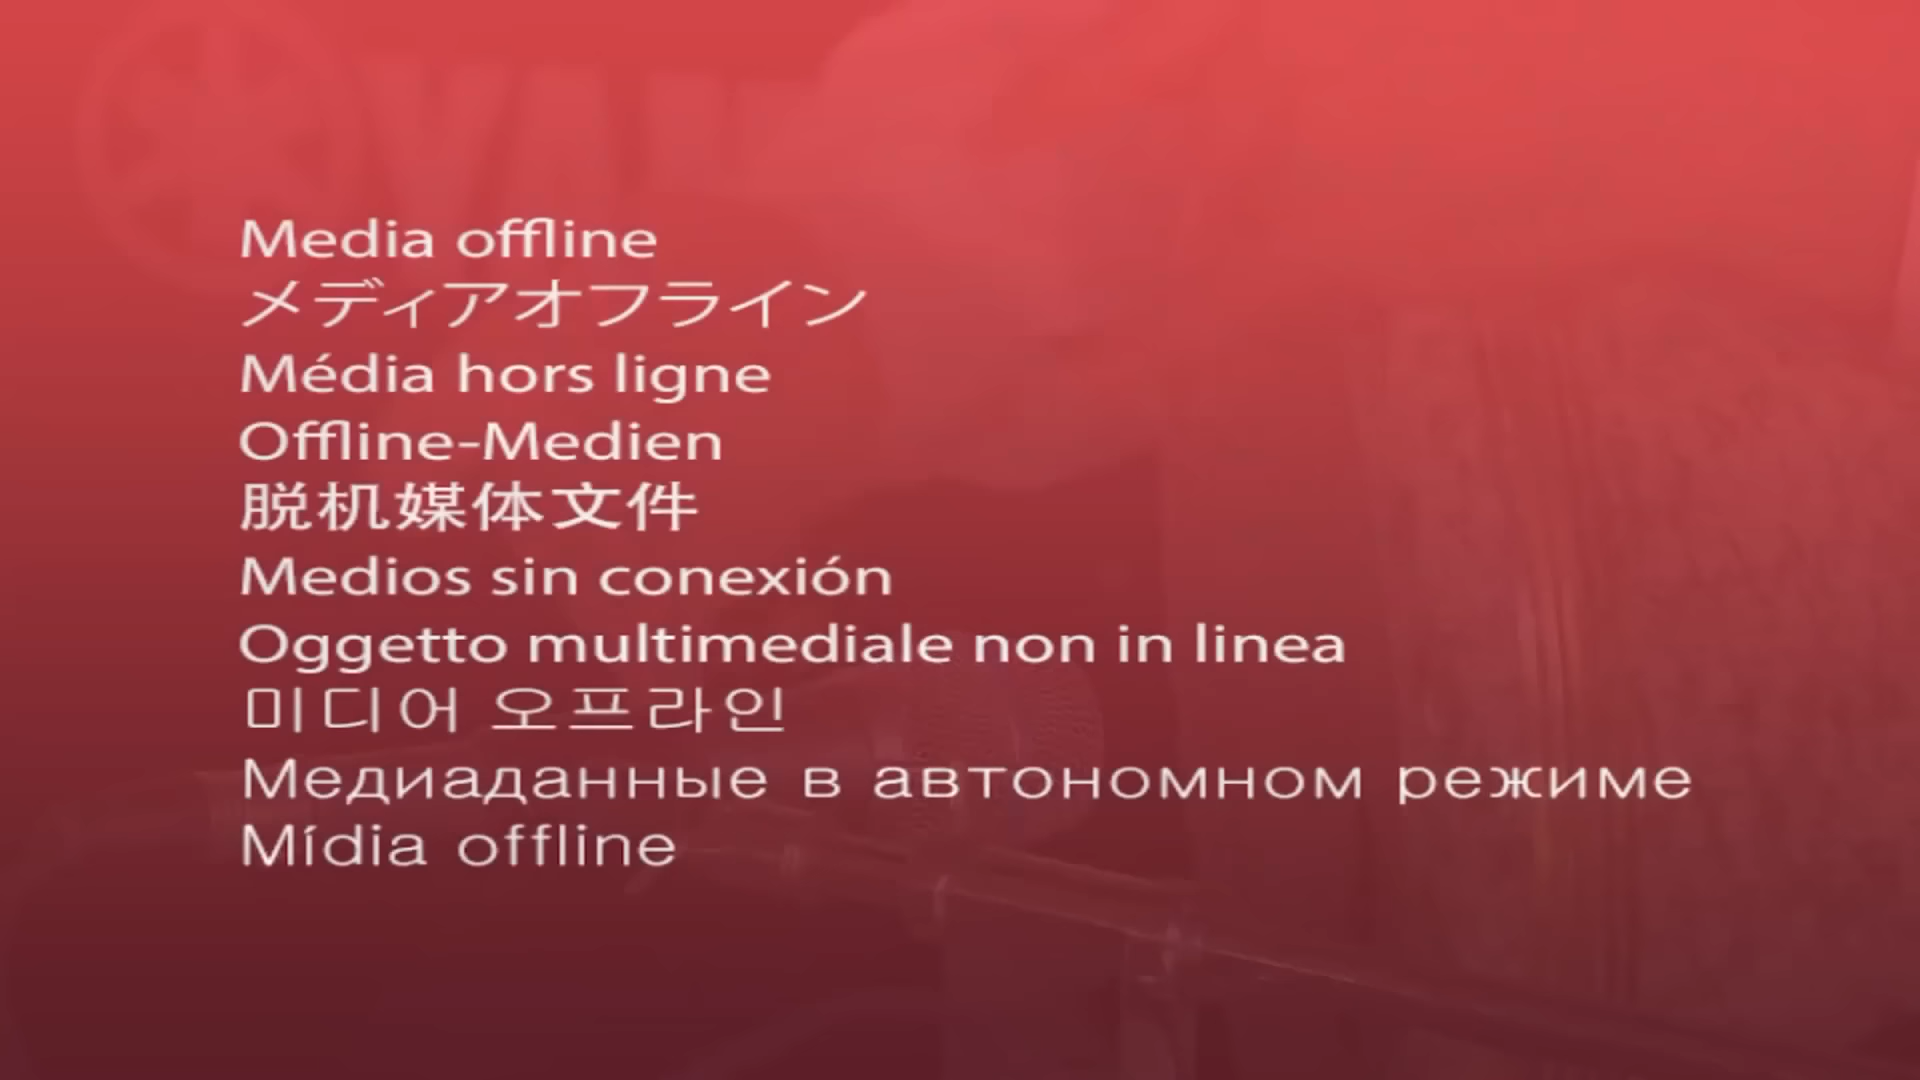 YAM
Media offline
メディアオフライン
Média hors ligne
Offline-Medien
脱机媒体文件
Medios sin conexión
Oggetto multimediale non in linea
미디어 오프라인
Медиаданные в автономном режиме
Mídia offline